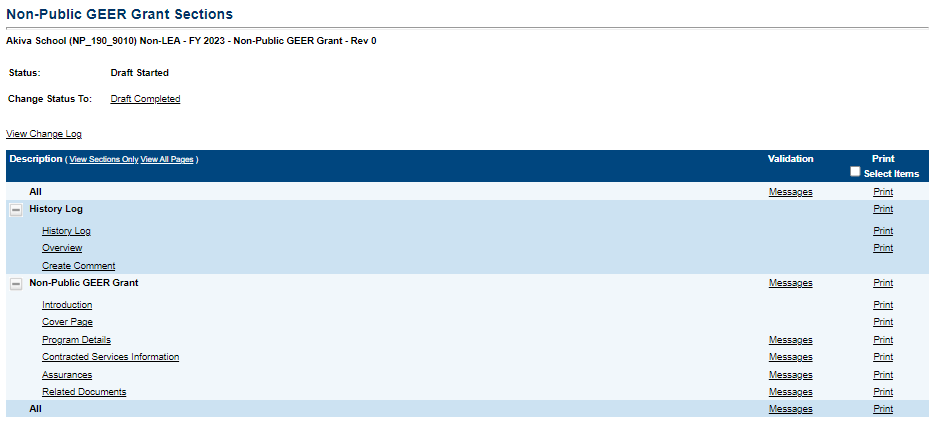 Non-Public GEER Grant Sections
Akiva School (NP_190_9010) Non-LEA - FY 2023 - Non-Public GEER Grant - Rev 0
Status: Draft Started
Change Status To: Draft Completed
View Change Log
Description ( View Sections Only View All Pages ) Validation Print
Select Items
All Messages Print
History Log Print
History Log Print
Overview Print
Create Comment
Non-Public GEER Grant Messages Print
Introduction Print
Cover Page Print
Program Details Messages Print
Contracted Services Information Messages Print
Assurances Messages Print
Related Documents Messages Print
All Messages Print